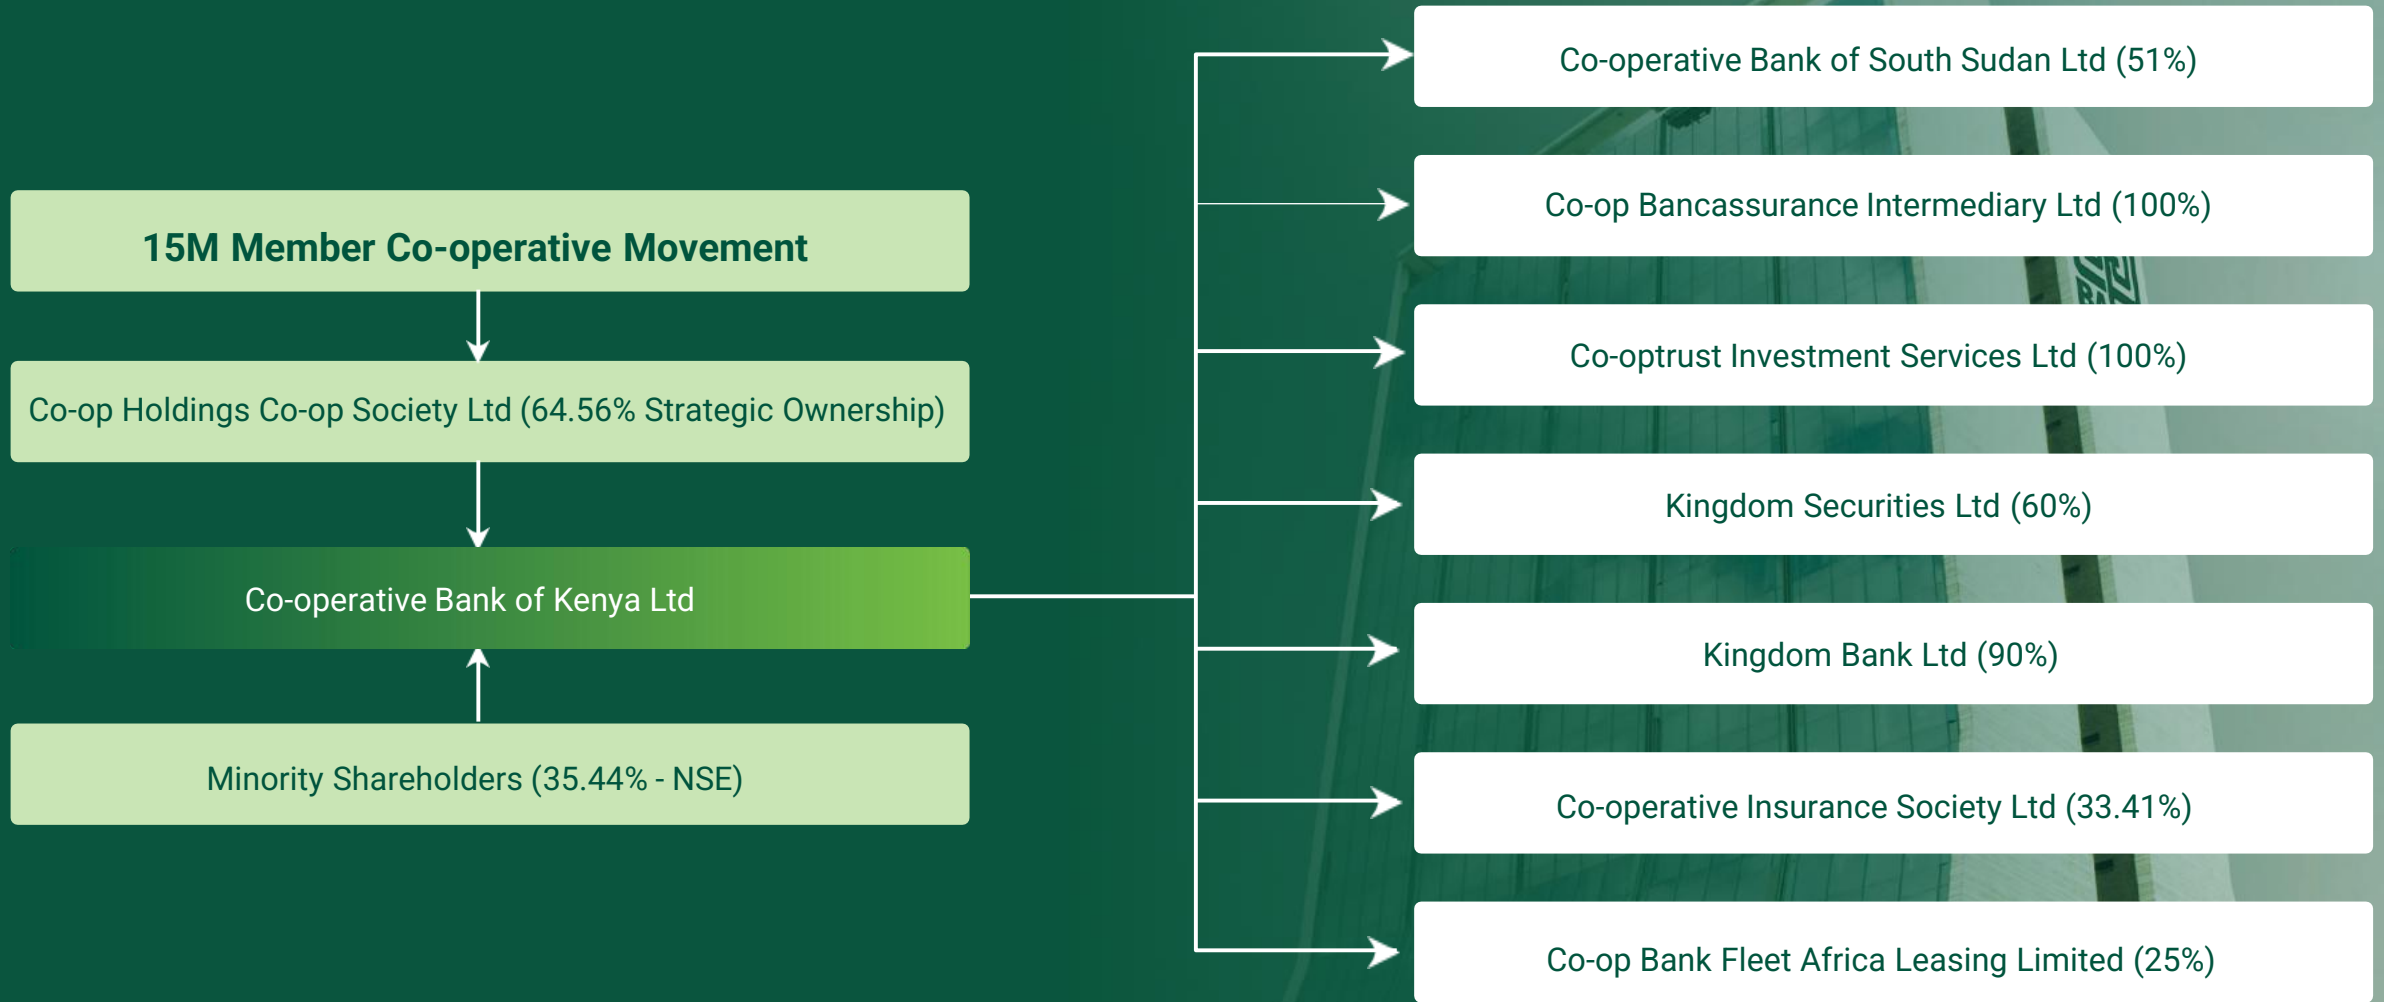 15M Member Co-operative Movement
Co-op Holdings Co-op Society Ltd (64.56% Strategic Ownership)
Co-operative Bank of Kenya Ltd
Minority Shareholders (35.44% - NSE)
Co-operative Bank of South Sudan Ltd (51%)
Co-op Bancassurance Intermediary Ltd (100%)
Co-optrust Investment Services Ltd (100%)
Kingdom Securities Ltd (60%)
Kingdom Bank Ltd (90%)
Co-operative Insurance Society Ltd (33.41%)
Co-op Bank Fleet Africa Leasing Limited (25%)